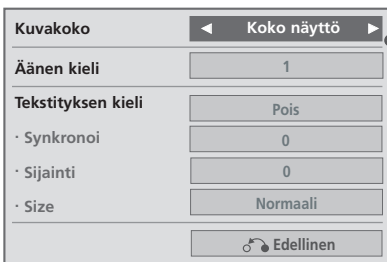 Kuvakoko ◀ Koko näyttö ▶
Äänen kieli 1
Tekstityksen kieli Pois
· Synkronoi 0
· Sijainti 0
· Size Normaali
Edellinen